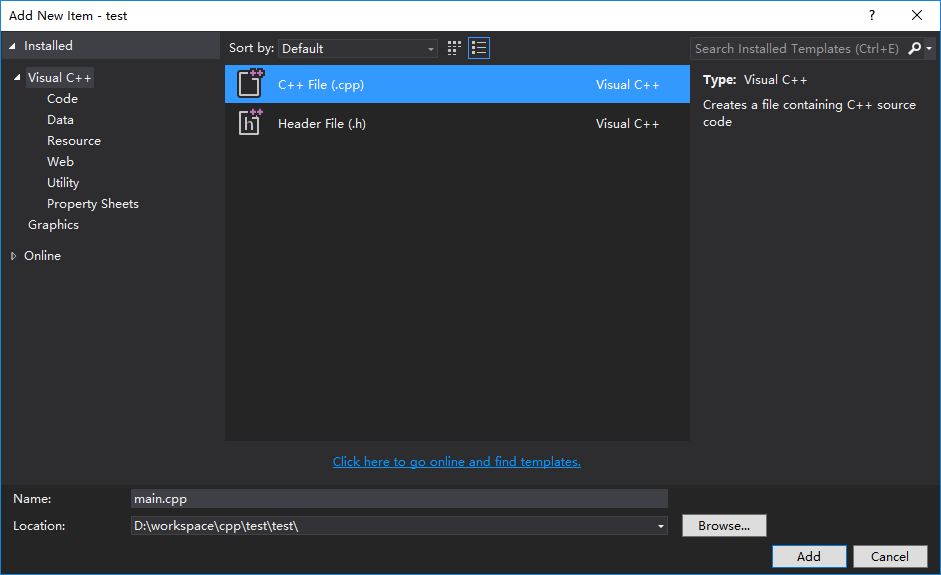 Add New Item - test
?
Installed
Sort by: Default
Search Installed Templates (Ctrl+E)
Visual C++
Code
Data
Resource
Web
Utility
Property Sheets
Graphics
Online
C++ File (.cpp) Visual C++
Header File (.h) Visual C++
Type: Visual C++
Creates a file containing C++ source
code
Click here to go online and find templates.
Name: main.cpp
Location: D:\workspace\cpp\test\test\
Browse...
Add Cancel